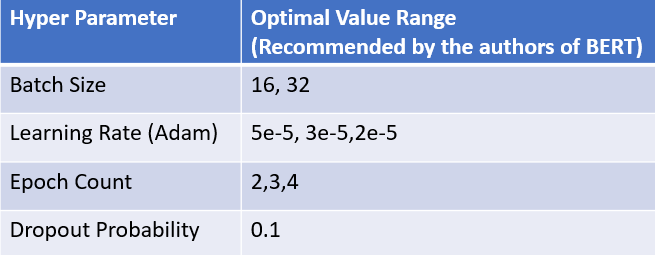 Hyper Parameter
Optimal Value Range
(Recommended by the authors of BERT)
Batch Size
16, 32
Learning Rate (Adam)
5e-5, 3e-5,2e-5
Epoch Count
2,3,4
Dropout Probability
0.1